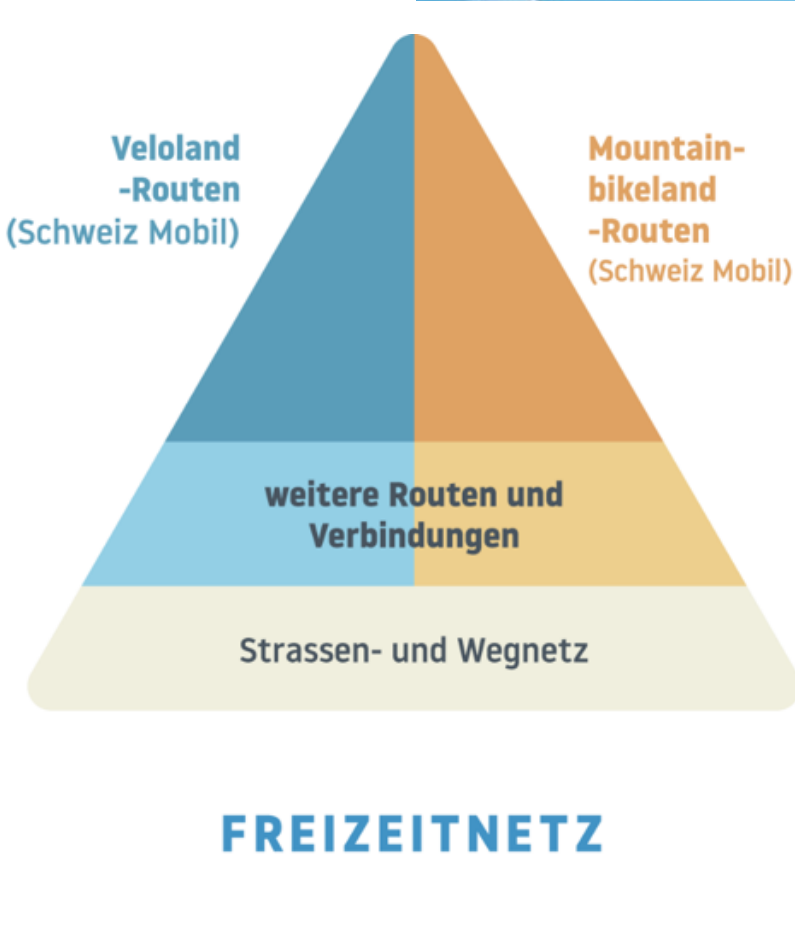 Veloland
-Routen
(Schweiz Mobil)
Mountain-
bikeland
-Routen
(Schweiz Mobil)
weitere Routen und
Verbindungen
Strassen- und Wegnetz
FREIZEITNETZ